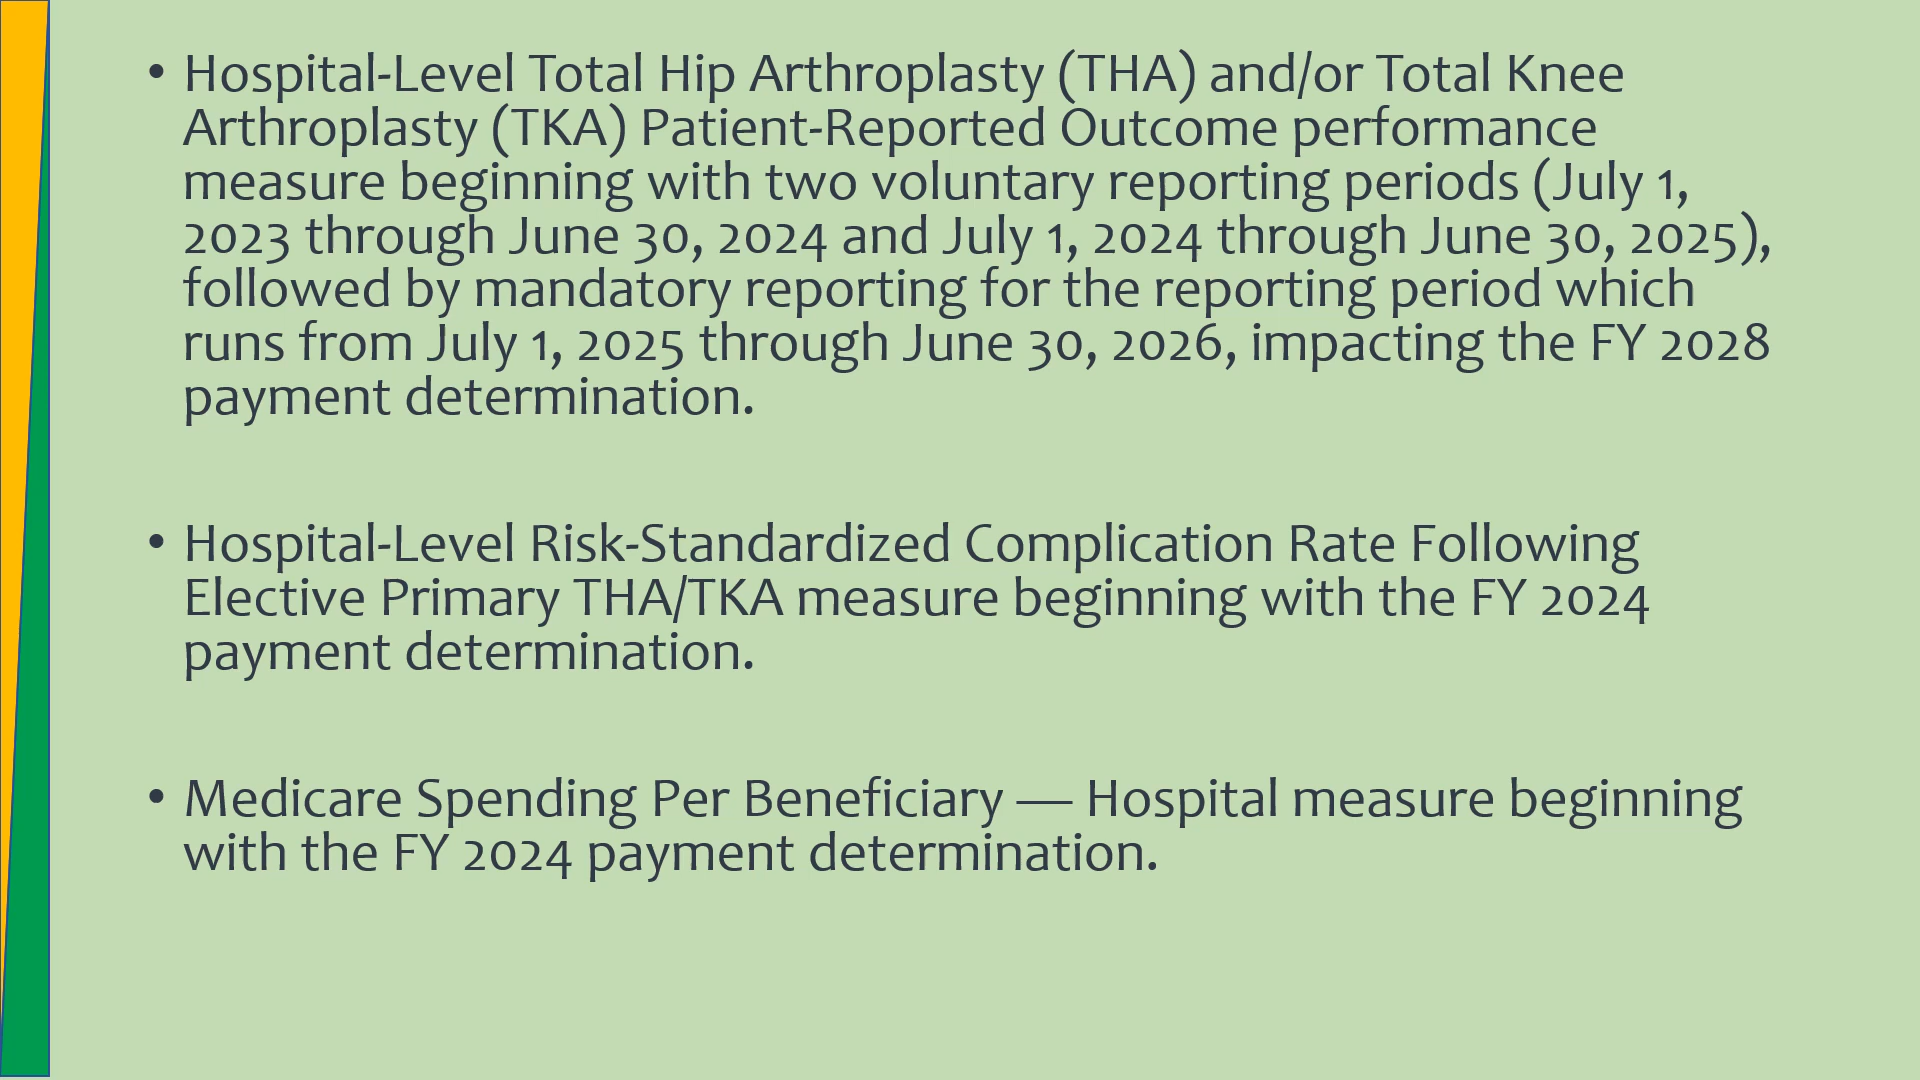 • Hospital-Level Total Hip Arthroplasty (THA) and/or Total Knee
Arthroplasty (TKA) Patient-Reported Outcome performance
measure beginning with two voluntary reporting periods (July 1,
2023 through June 30, 2024 and July 1, 2024 through June 30, 2025),
followed by mandatory reporting for the reporting period which
runs from July 1, 2025 through June 30, 2026, impacting the FY 2028
payment determination.
• Hospital-Level Risk-Standardized Complication Rate Following
Elective Primary THA/TKA measure beginning with the FY 2024
payment determination.
• Medicare Spending Per Beneficiary — Hospital measure beginning
with the FY 2024 payment determination.